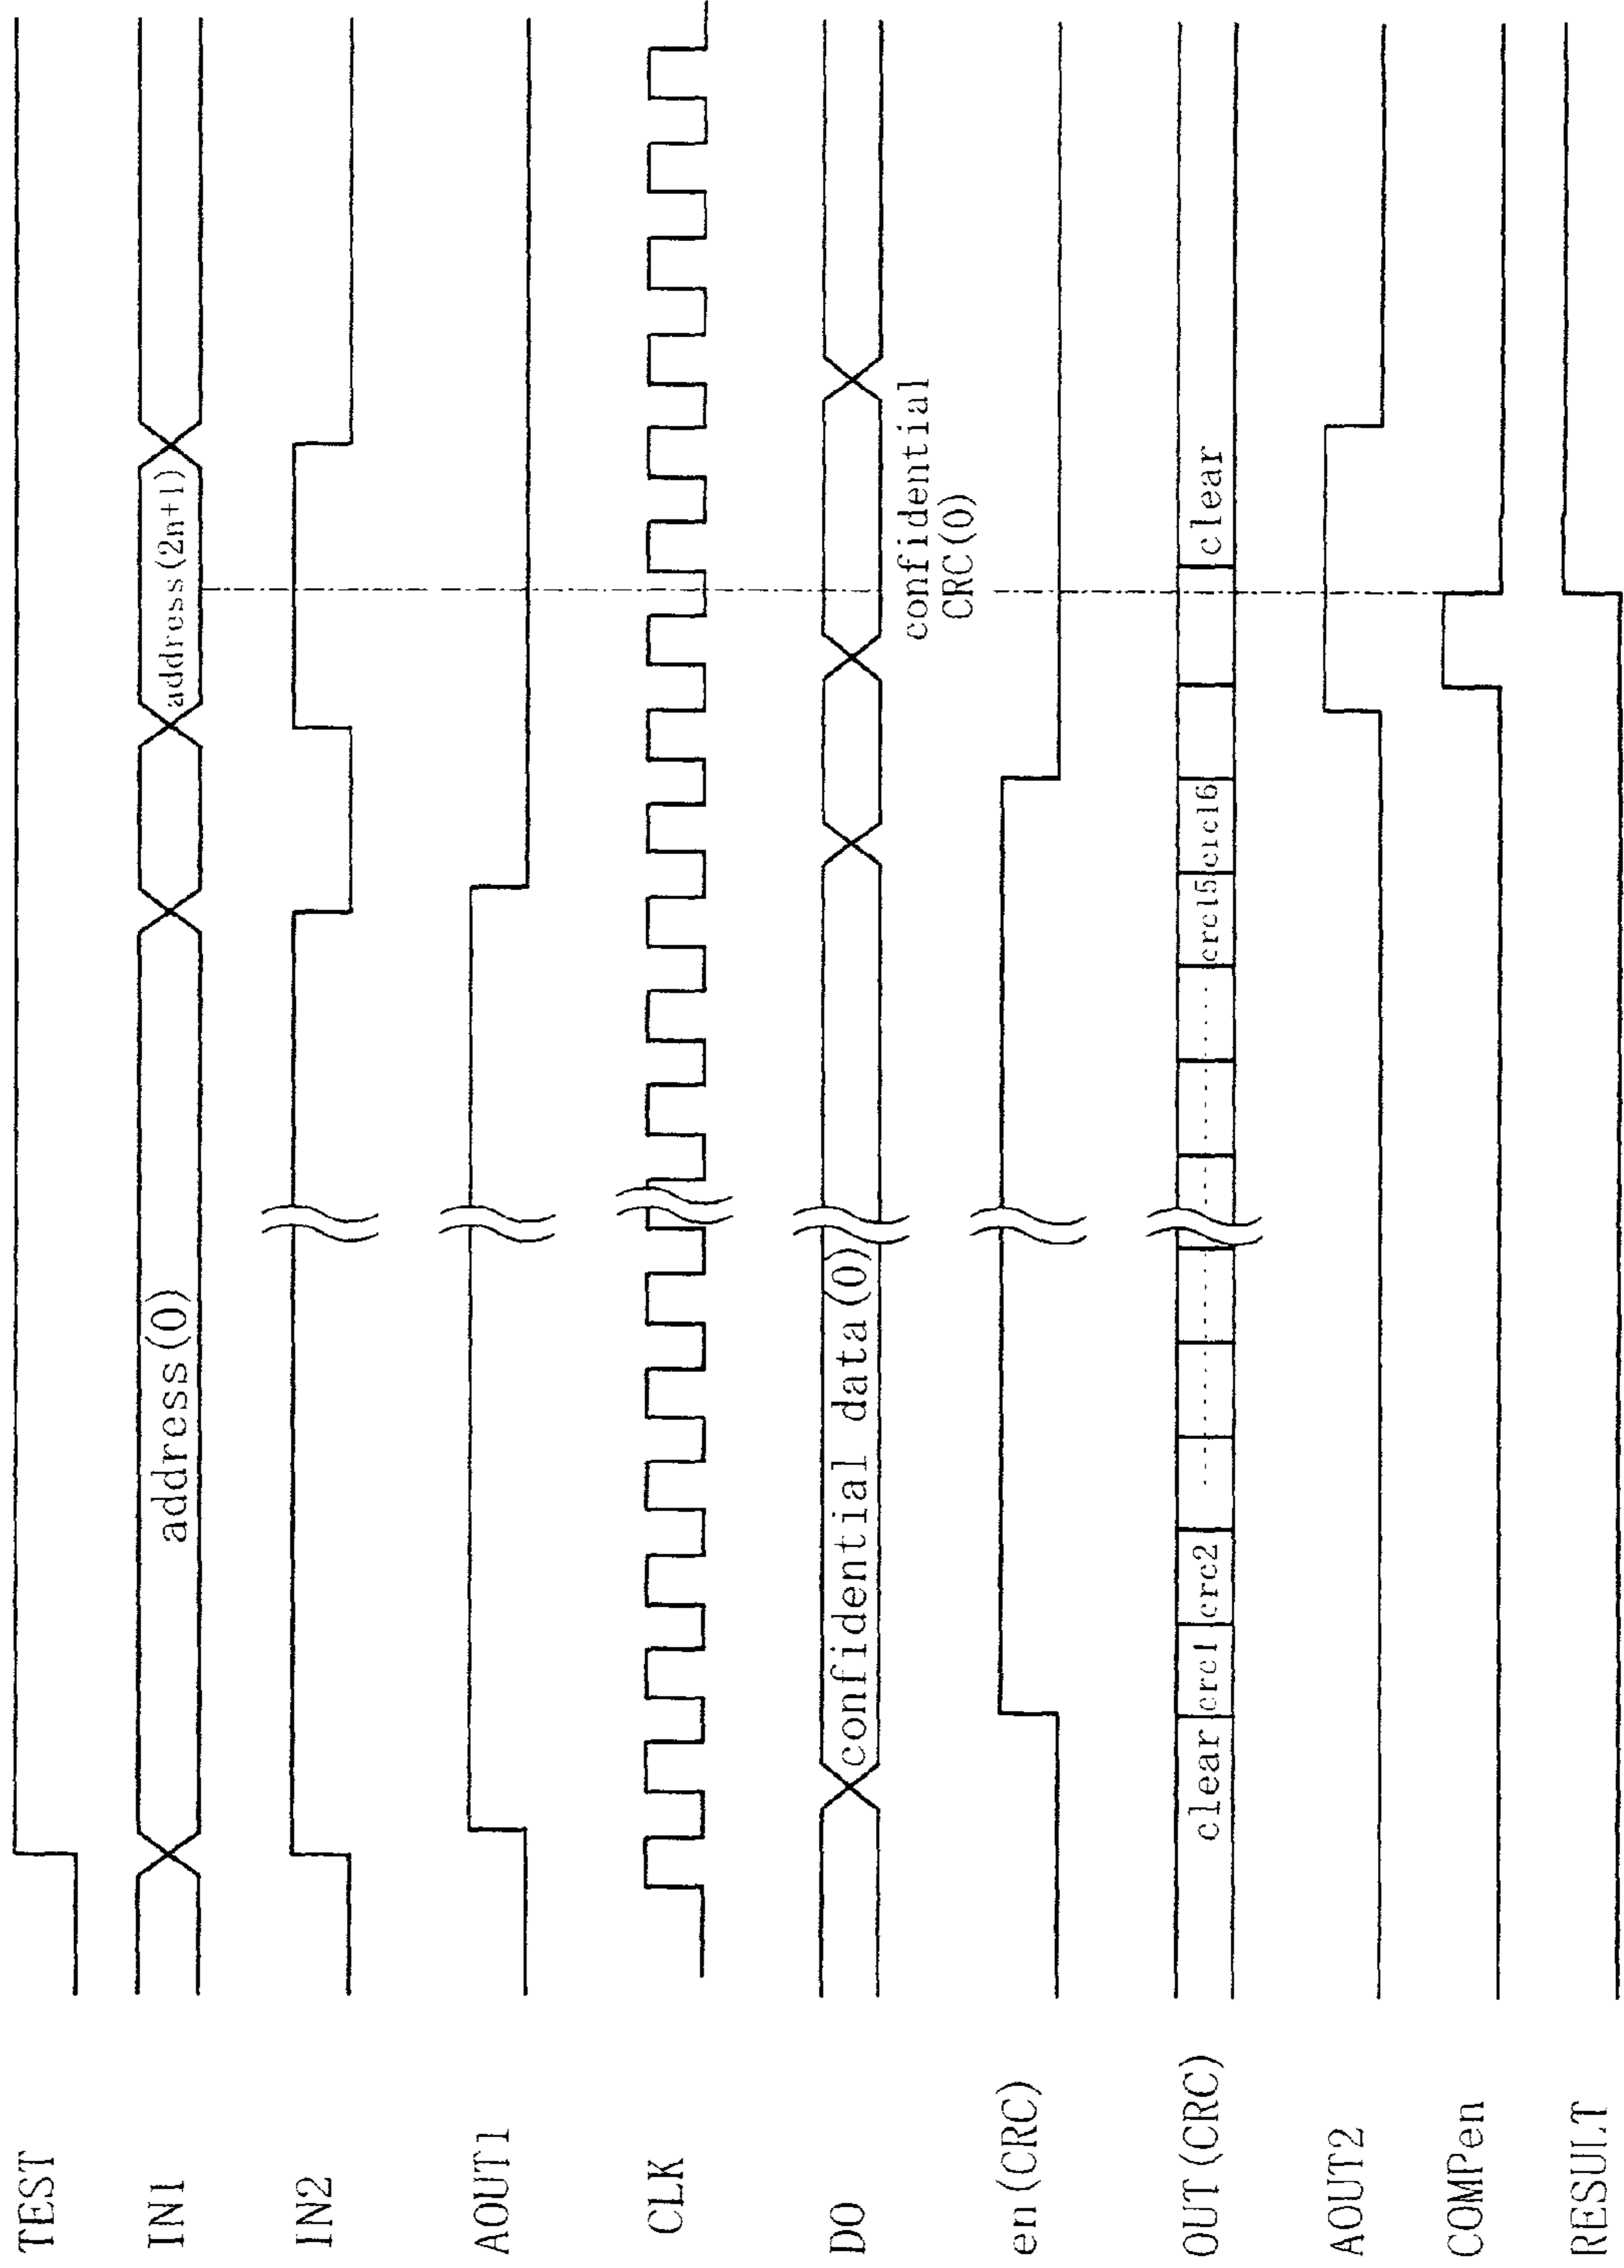 TEST
IN1
address(0)
address(2n+1)
IN2
AOUT1
CLK
DO
confidential data(0)
confidential
CRC(0)
en(CRC)
OUT(CRC)
clear
crc1
crc2
crc15
crc16
clear
AOUT2
COMPen
RESULT